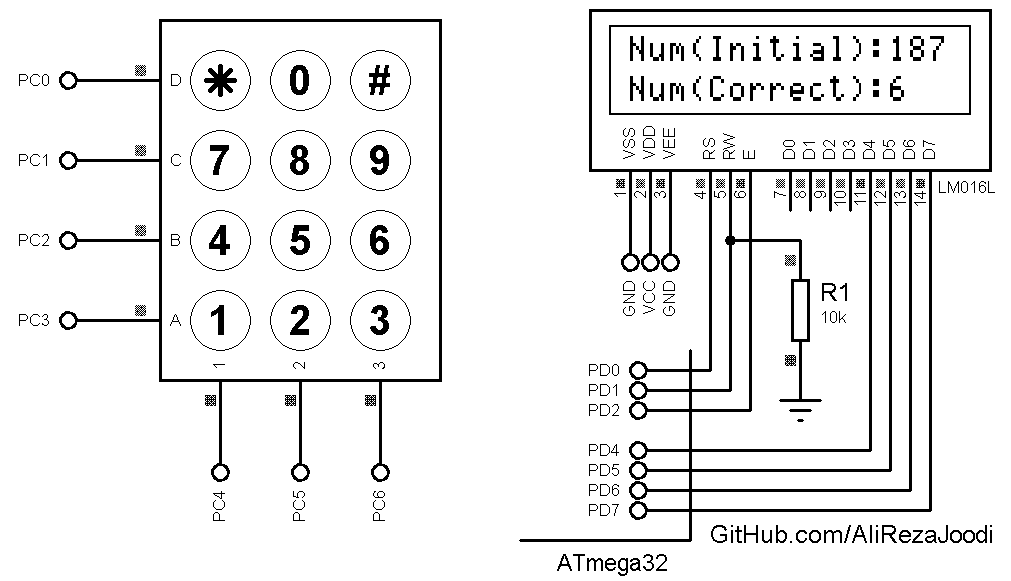 PC0 D * 0 #
PC1 C 7 8 9
PC2 B 4 5 6
PC3 A 1 2 3
1 2 3
PC4 PC5 PC6
Num(Initial):187
Num(Correct):6
VSS VDD VEE RS RW E D0 D1 D2 D3 D4 D5 D6 D7
1 2 3 4 5 6 7 8 9 10 11 12 13 14
LM016L
GND VCC GND
R1
10k
PD0
PD1
PD2
PD4
PD5
PD6
PD7
GitHub.com/AliRezaJoodi
ATmega32